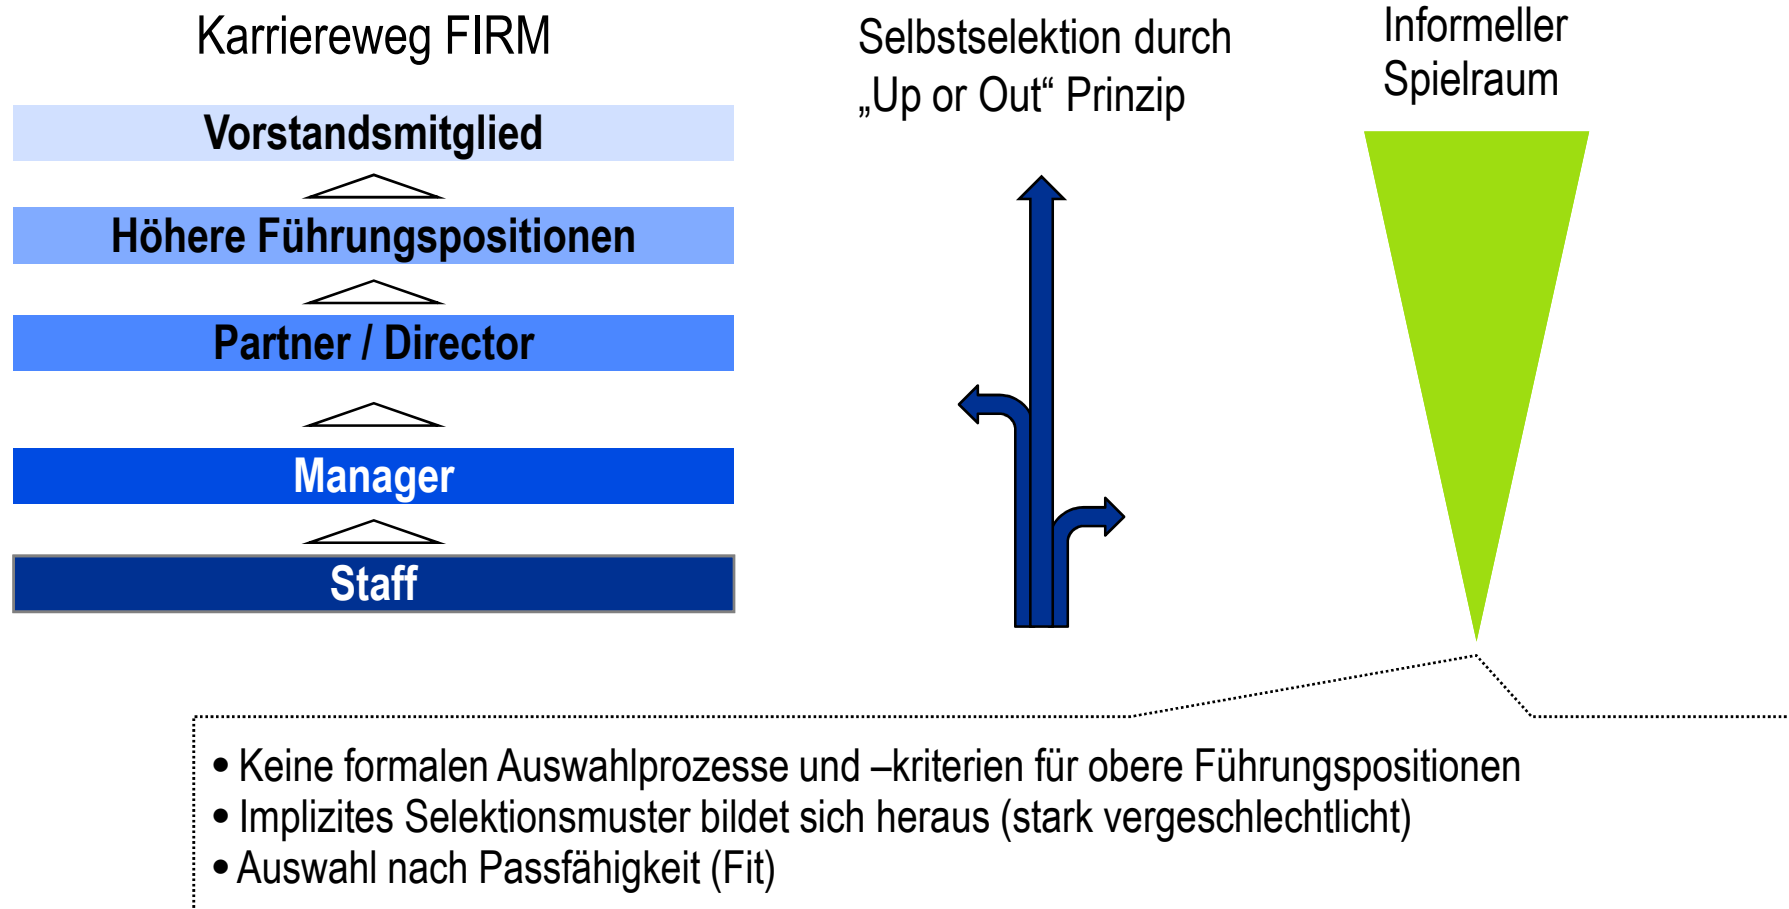 Karriereweg FIRM
Vorstandsmitglied
Höhere Führungspositionen
Partner / Director
Manager
Staff
Selbstselektion durch
„Up or Out“ Prinzip
Informeller
Spielraum
• Keine formalen Auswahlprozesse und –kriterien für obere Führungspositionen
• Implizites Selektionsmuster bildet sich heraus (stark vergeschlechtlicht)
• Auswahl nach Passfähigkeit (Fit)